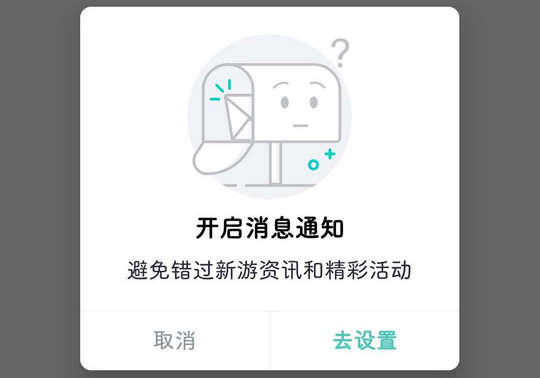 ?
开启消息通知
避免错过新游资讯和精彩活动
取消
去设置